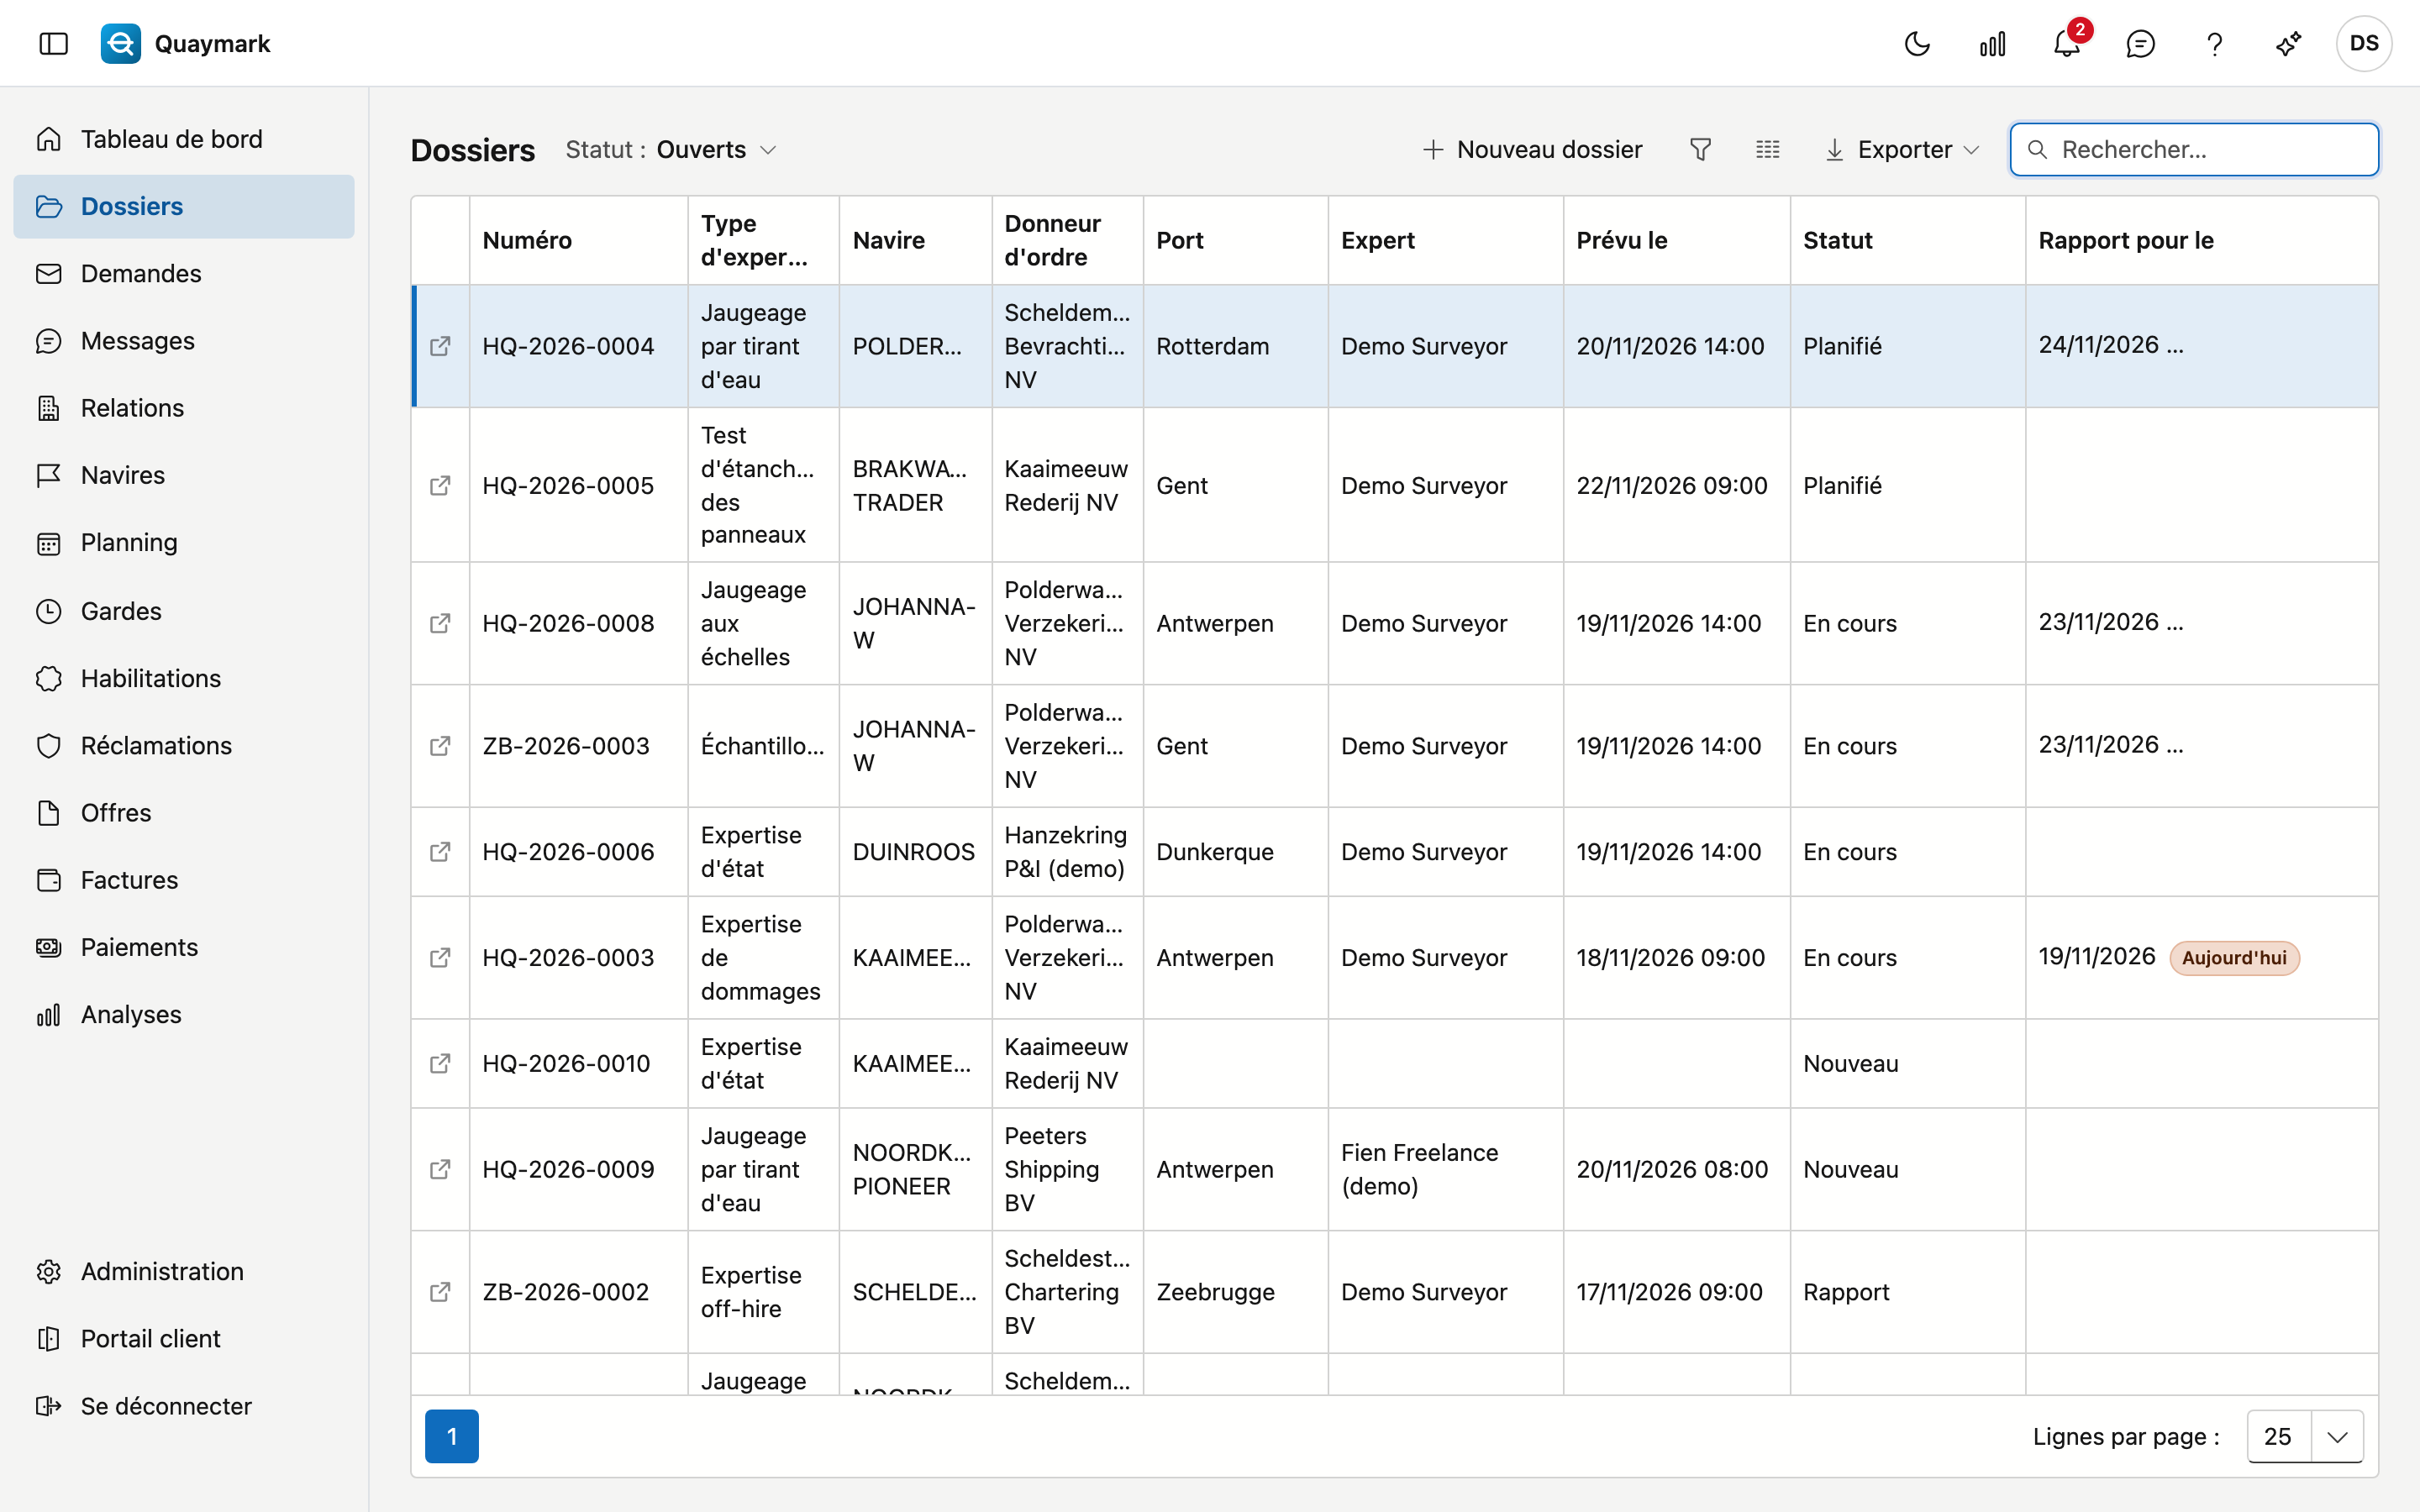 Quaymark
2
DS
Tableau de bord
Dossiers
Demandes
Messages
Relations
Navires
Planning
Gardes
Habilitations
Réclamations
Offres
Factures
Paiements
Analyses
Administration
Portail client
Se déconnecter
Dossiers Statut : Ouverts
Nouveau dossier Exporter Rechercher...
Numéro Type d'exper... Navire Donneur d'ordre Port Expert Prévu le Statut Rapport pour le
HQ-2026-0004 Jaugeage par tirant d'eau POLDER... Scheldem... Bevrachti... NV Rotterdam Demo Surveyor 20/11/2026 14:00 Planifié 24/11/2026 ...
HQ-2026-0005 Test d'étanch... des panneaux BRAKWA... TRADER Kaaimeeuw Rederij NV Gent Demo Surveyor 22/11/2026 09:00 Planifié
HQ-2026-0008 Jaugeage aux échelles JOHANNA-W Polderwa... Verzekeri... NV Antwerpen Demo Surveyor 19/11/2026 14:00 En cours 23/11/2026 ...
ZB-2026-0003 Échantillo... JOHANNA-W Polderwa... Verzekeri... NV Gent Demo Surveyor 19/11/2026 14:00 En cours 23/11/2026 ...
HQ-2026-0006 Expertise d'état DUINROOS Hanzekring P&I (demo) Dunkerque Demo Surveyor 19/11/2026 14:00 En cours
HQ-2026-0003 Expertise de dommages KAAIMEE... Polderwa... Verzekeri... NV Antwerpen Demo Surveyor 18/11/2026 09:00 En cours 19/11/2026 Aujourd'hui
HQ-2026-0010 Expertise d'état KAAIMEE... Kaaimeeuw Rederij NV Nouveau
HQ-2026-0009 Jaugeage par tirant d'eau NOORDK... PIONEER Peeters Shipping BV Antwerpen Fien Freelance (demo) 20/11/2026 08:00 Nouveau
ZB-2026-0002 Expertise off-hire SCHELDE... Scheldest... Chartering BV Zeebrugge Demo Surveyor 17/11/2026 09:00 Rapport
Jaugeage Scheldem...
1
Lignes par page : 25